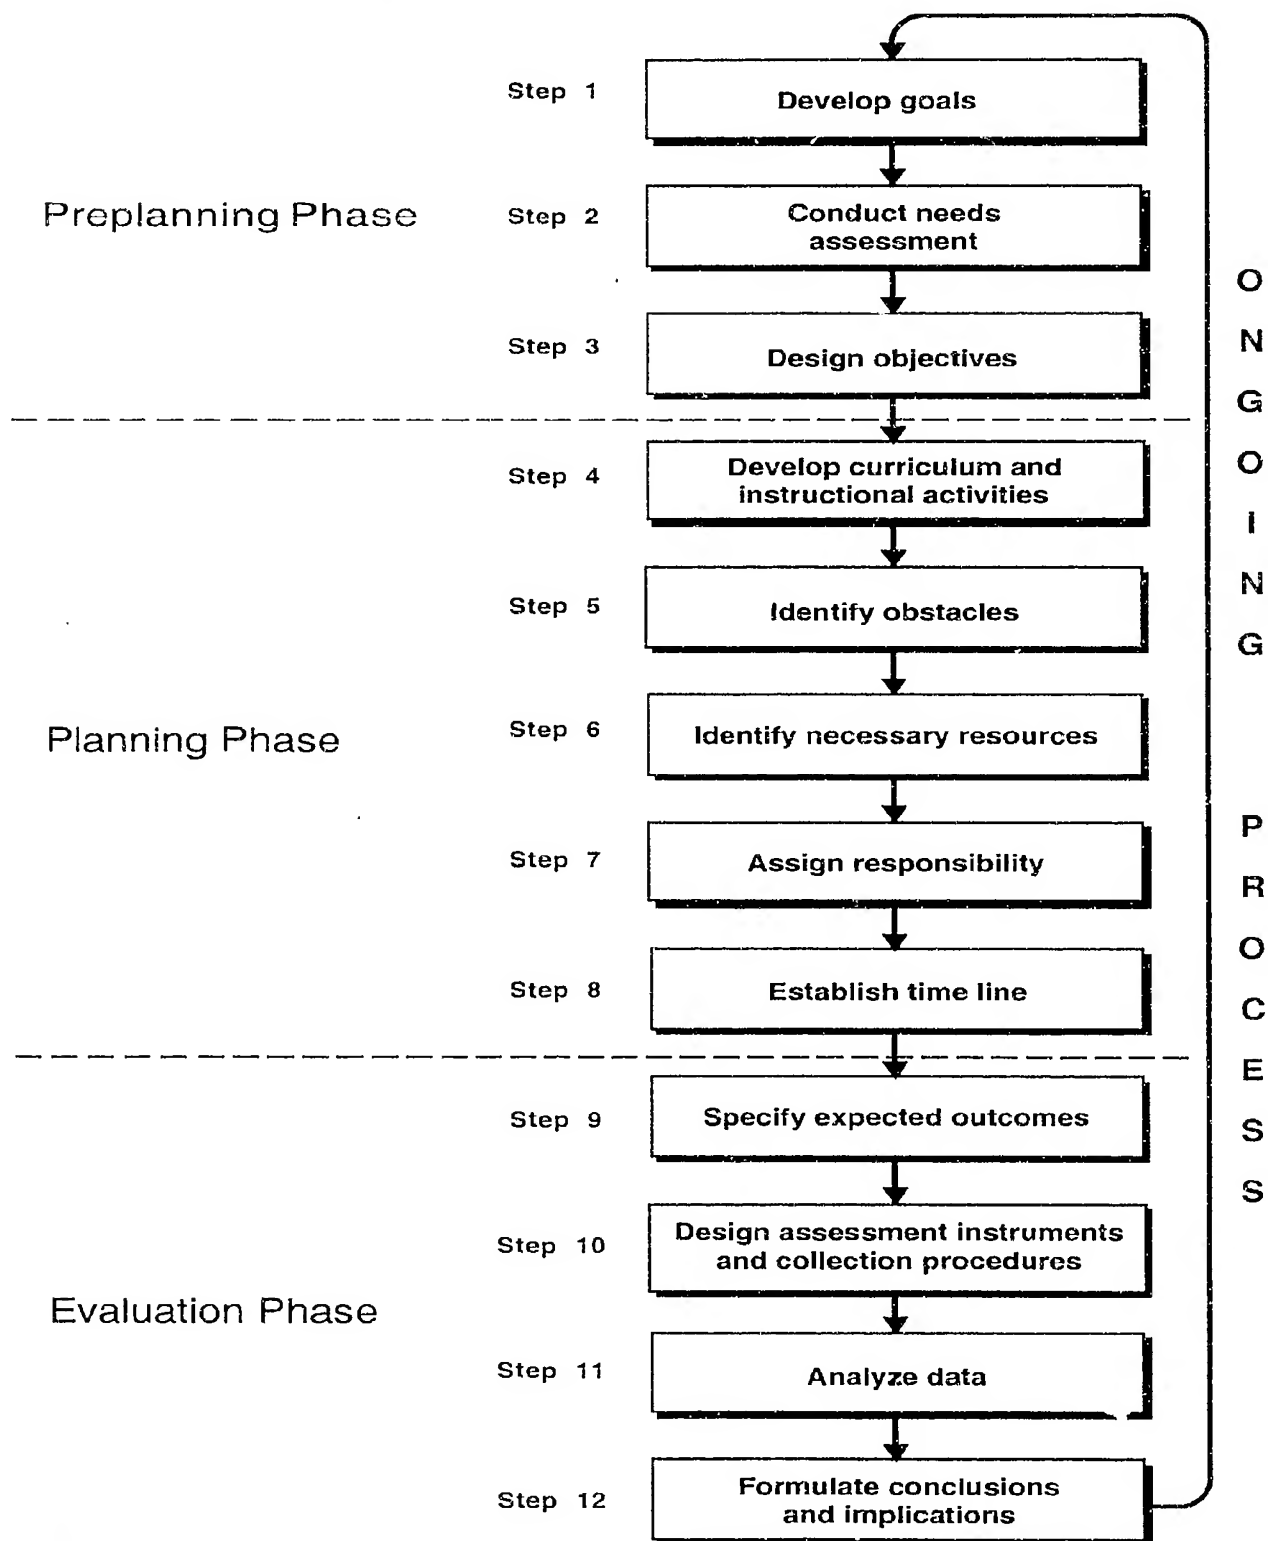 Step 1
Develop goals
Preplanning Phase
Step 2
Conduct needs
assessment
Step 3
Design objectives
Step 4
Develop curriculum and
instructional activities
Step 5
Identify obstacles
Planning Phase
Step 6
Identify necessary resources
Step 7
Assign responsibility
Step 8
Establish time line
Step 9
Specify expected outcomes
Step 10
Design assessment instruments
and collection procedures
Evaluation Phase
Step 11
Analyze data
Step 12
Formulate conclusions
and implications
ONGOING PROCESS